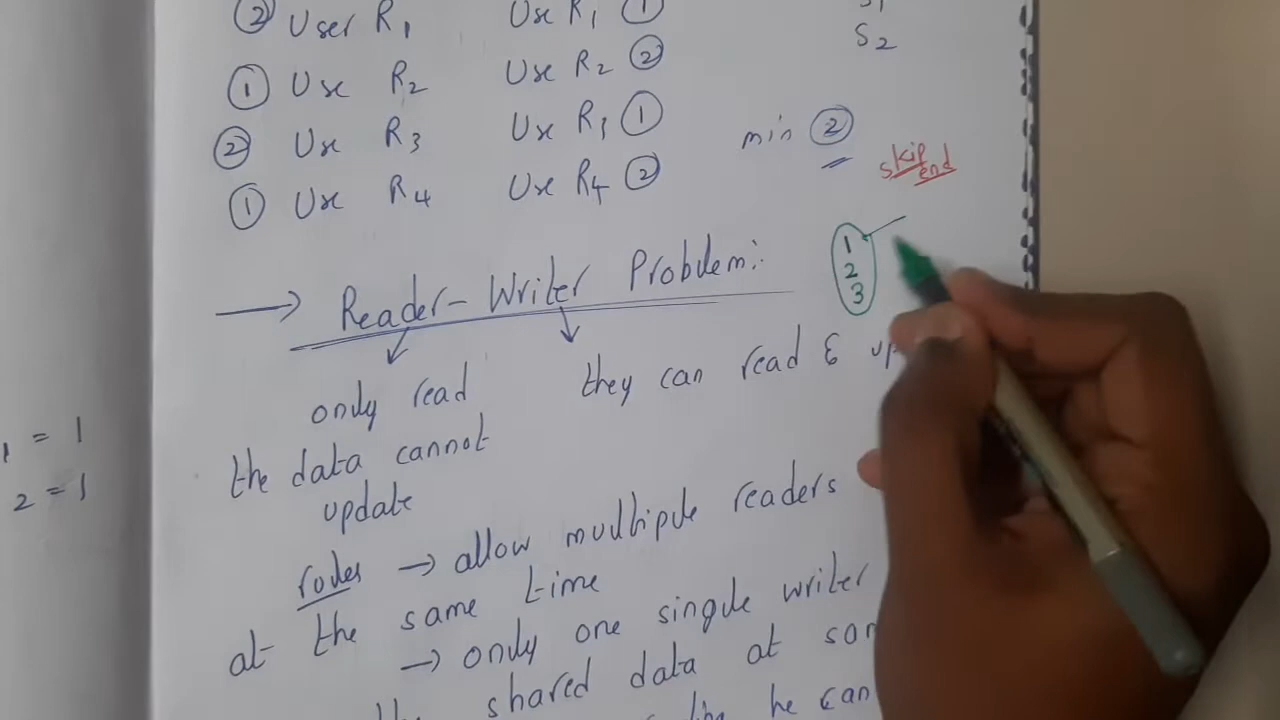 ② User R₁ Use R₁ ①
S₁
S₂
① Use R₂ Use R₂ ②
② Use R₃ Use R₃ ①
min ②
skip
end
① Use R₄ Use R₄ ②
→ Reader-Writer Problem:
1
2
3
only read they can read & up
the data cannot
update
rules → allow multiple readers
at the same time
→ only one single writer
shared data at
he can
1 = 1
2 = 1